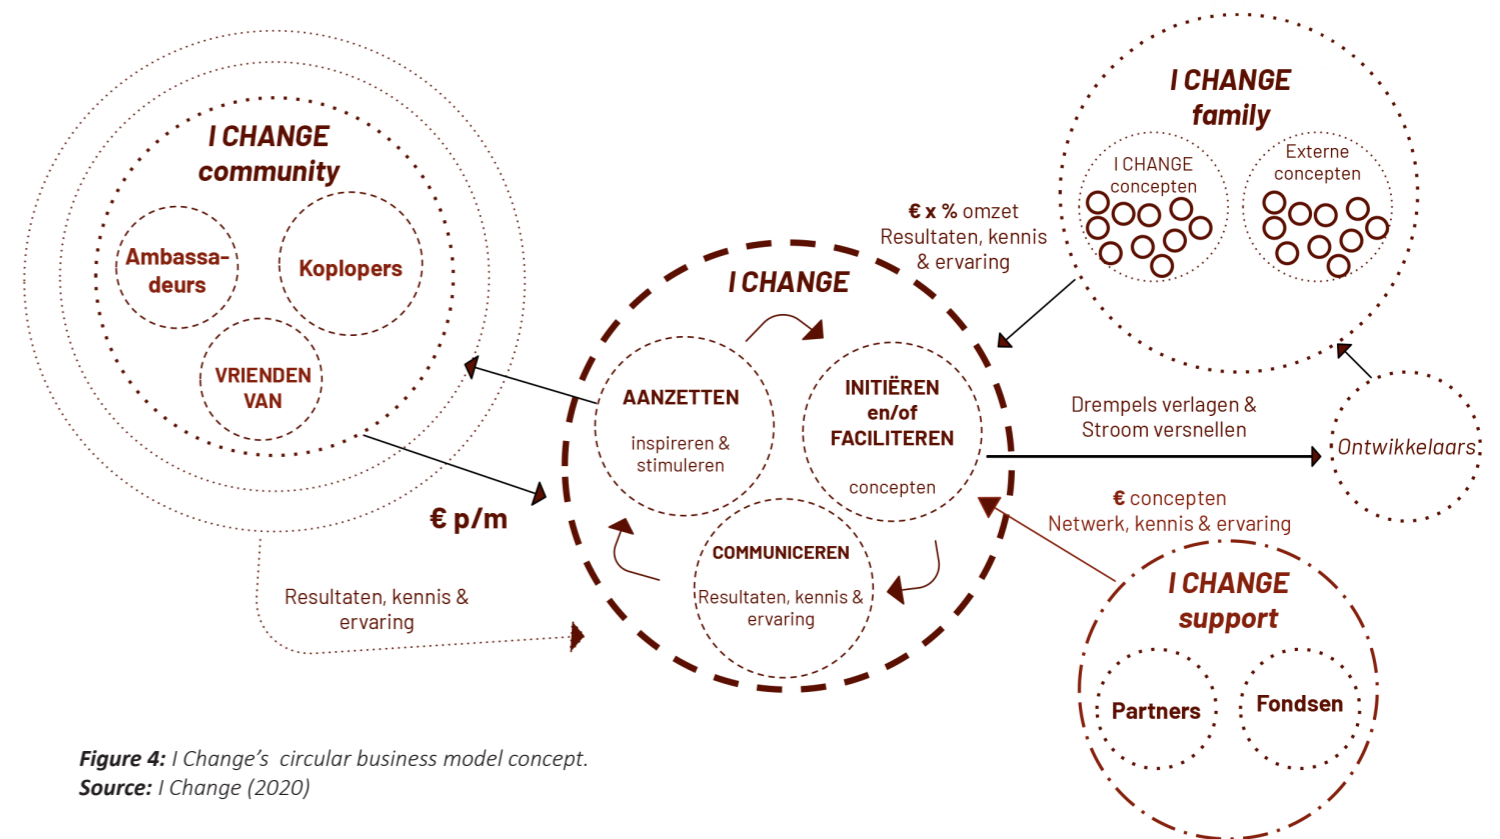 I CHANGE
community
Ambassa-
deurs
Koplopers
VRIENDEN
VAN
€ p/m
Resultaten, kennis &
ervaring
I CHANGE
AANZETTEN
inspireren &
stimuleren
INITIËREN
en/of
FACILITEREN
concepten
COMMUNICEREN
Resultaten, kennis &
ervaring
€ x % omzet
Resultaten, kennis
& ervaring
I CHANGE
family
I CHANGE
concepten
Externe
concepten
Drempels verlagen &
Stroom versnellen
Ontwikkelaars
€ concepten
Netwerk, kennis & ervaring
I CHANGE
support
Partners
Fondsen
Figure 4: I Change’s circular business model concept.
Source: I Change (2020)